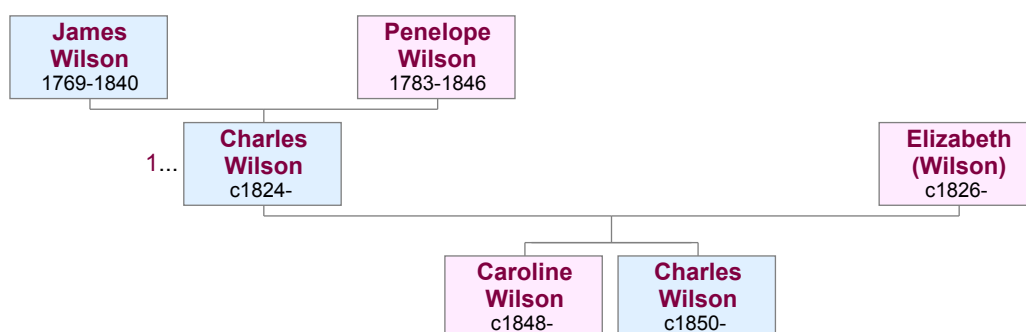 James
Wilson
1769-1840
Penelope
Wilson
1783-1846
1...
Charles
Wilson
c1824-
Elizabeth
(Wilson)
c1826-
Caroline
Wilson
c1848-
Charles
Wilson
c1850-